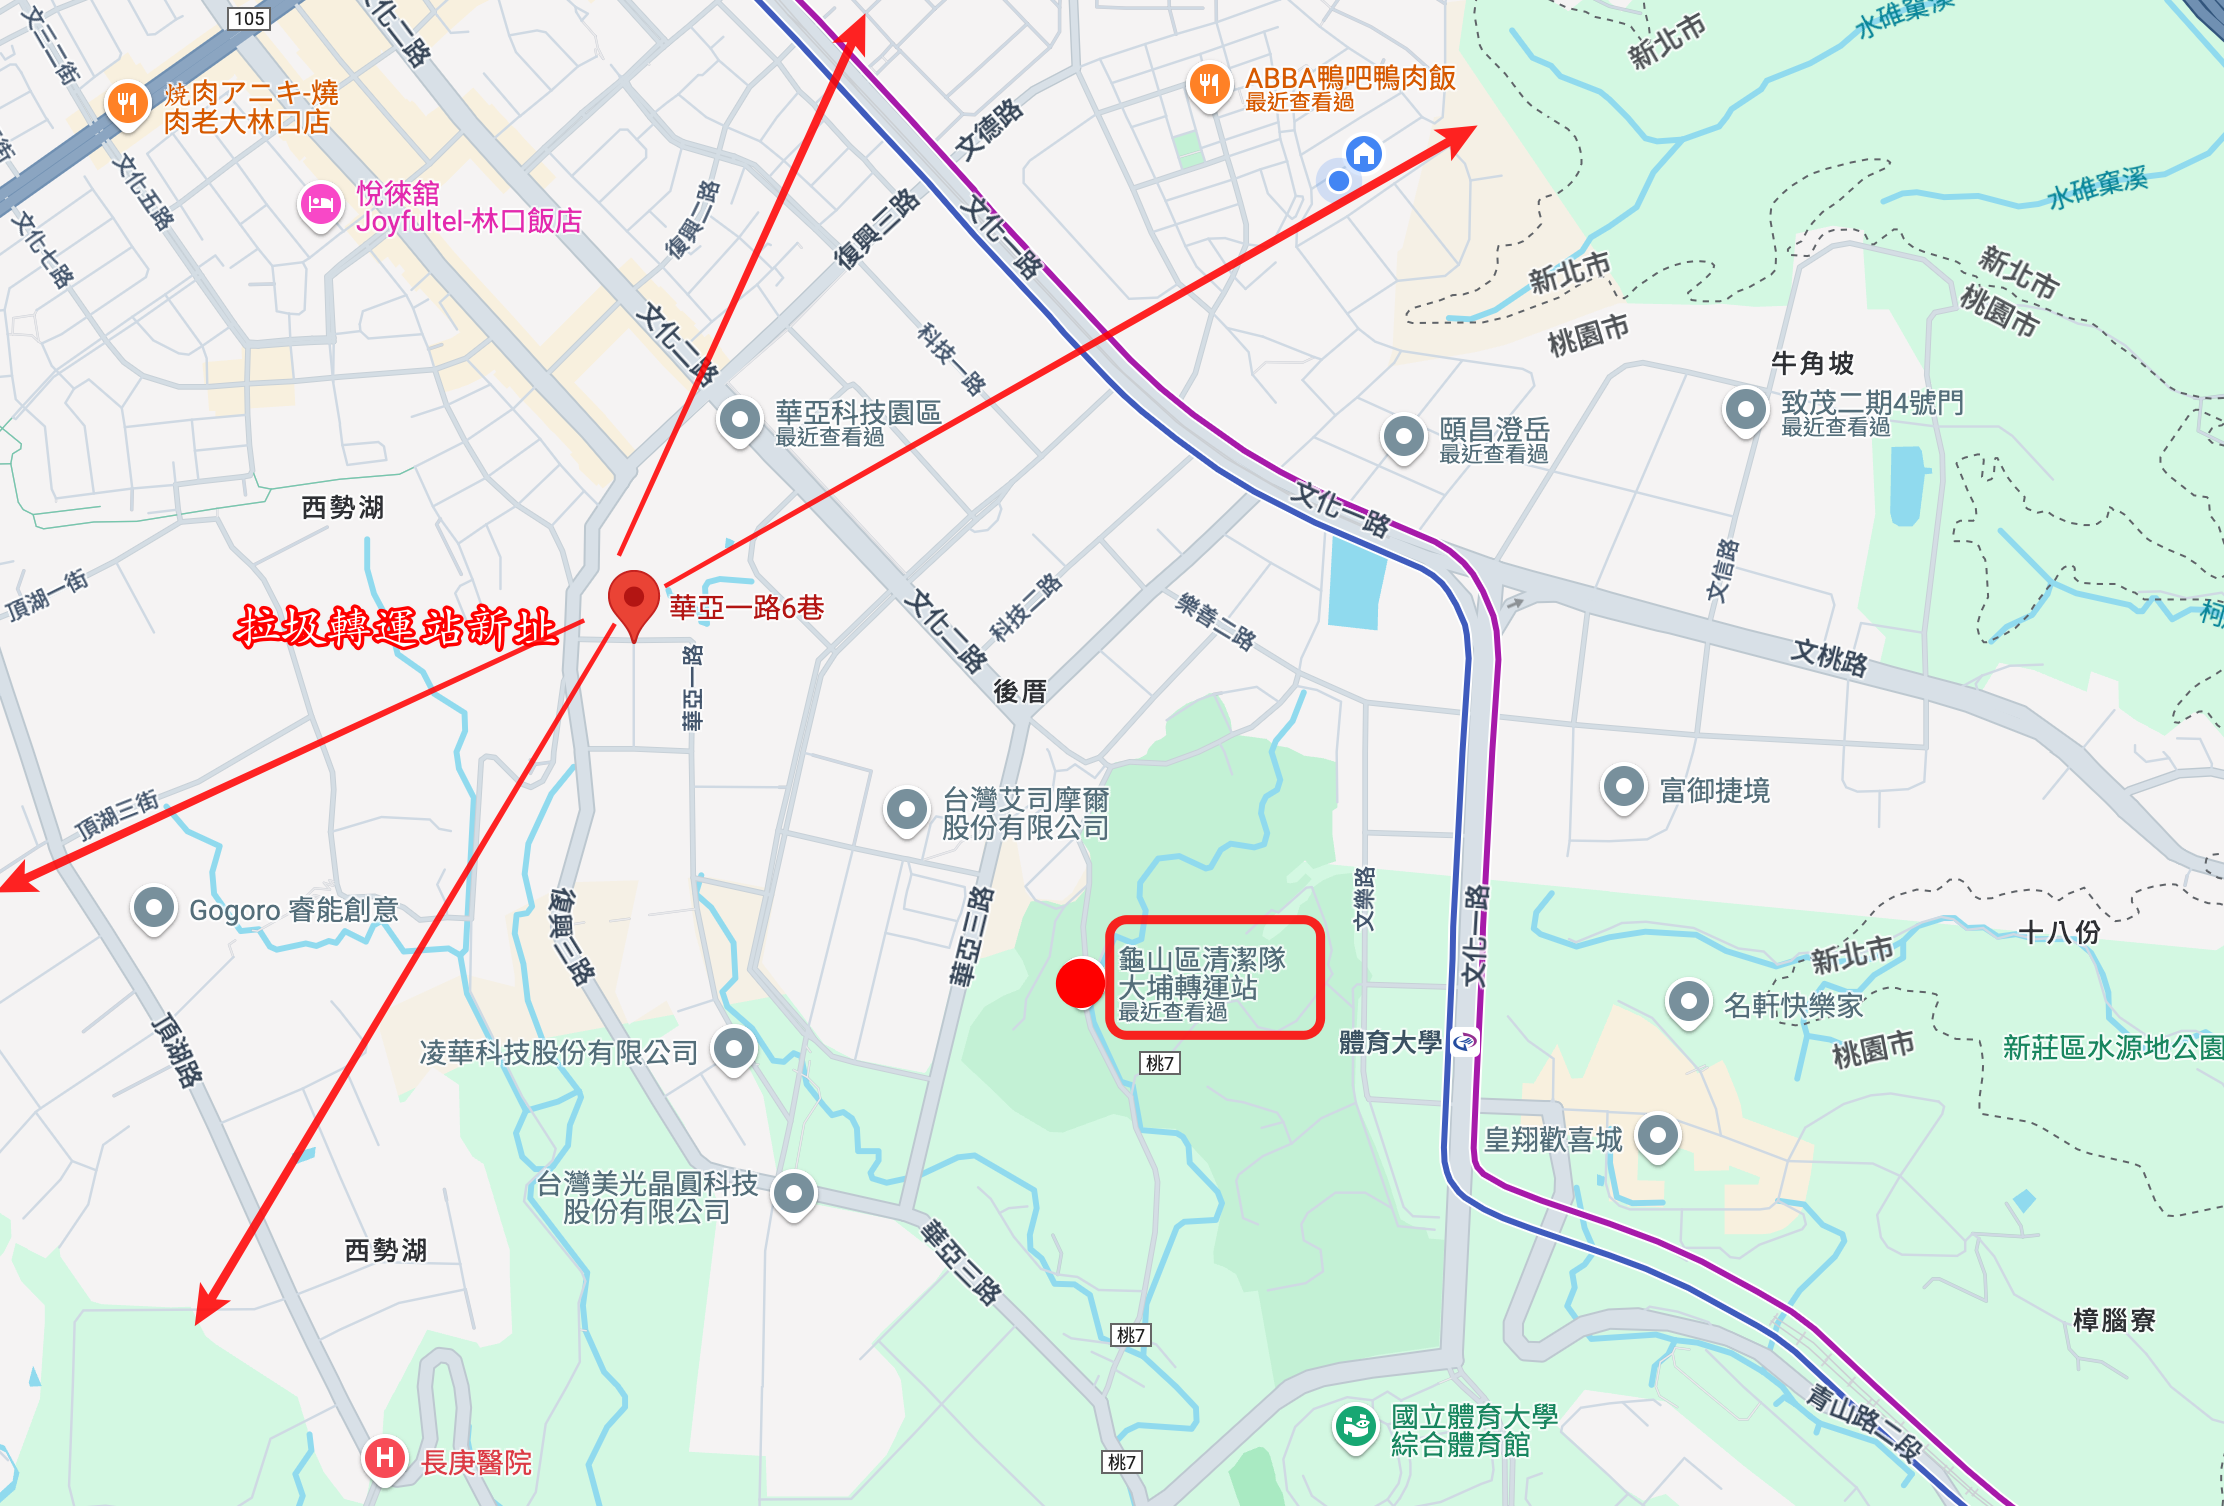 105
文化二路
文三二街
水碓窠溪
新北市
ABBA鴨吧鴨肉飯
最近查看過
燒肉アニキ-燒
肉老大林口店
文德路
文化五路
悅徠舘
Joyfultel-林口飯店
復興二路
復興三路
文化一路
水碓窠溪
文化七路
新北市
桃園市
新北市
桃園市
文化二路
科技一路
牛角坡
華亞科技園區
最近查看過
頤昌澄岳
最近查看過
致茂二期4號門
最近查看過
西勢湖
文化一路
文信路
頂湖一街
拉圾轉運站新址
華亞一路6巷
文化二路
科技二路
樂善二路
文桃路
華亞一路
後厝
頂湖三街
台灣艾司摩爾
股份有限公司
富御捷境
Gogoro 睿能創意
復興三路
華亞三路
文樂路
文化一路
十八份
新北市
桃園市
龜山區清潔隊
大埔轉運站
最近查看過
名軒快樂家
新莊區水源地公園
頂湖路
凌華科技股份有限公司
桃7
體育大學
皇翔歡喜城
台灣美光晶圓科技
股份有限公司
西勢湖
華亞三路
桃7
樟腦寮
青山路二段
國立體育大學
綜合體育館
長庚醫院
桃7